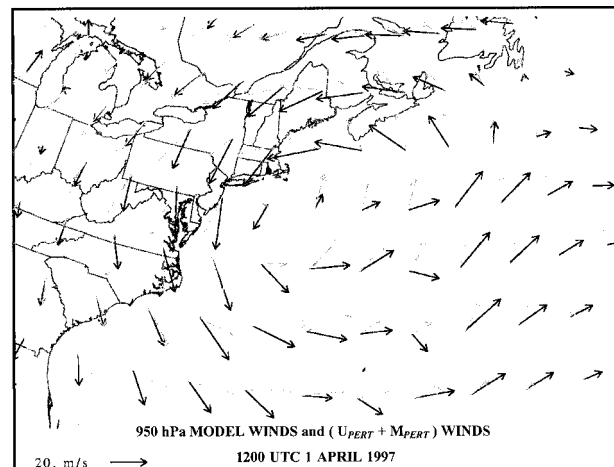 950 hPa MODEL WINDS and ( U_PERT + M_PERT ) WINDS
1200 UTC 1 APRIL 1997
20. m/s